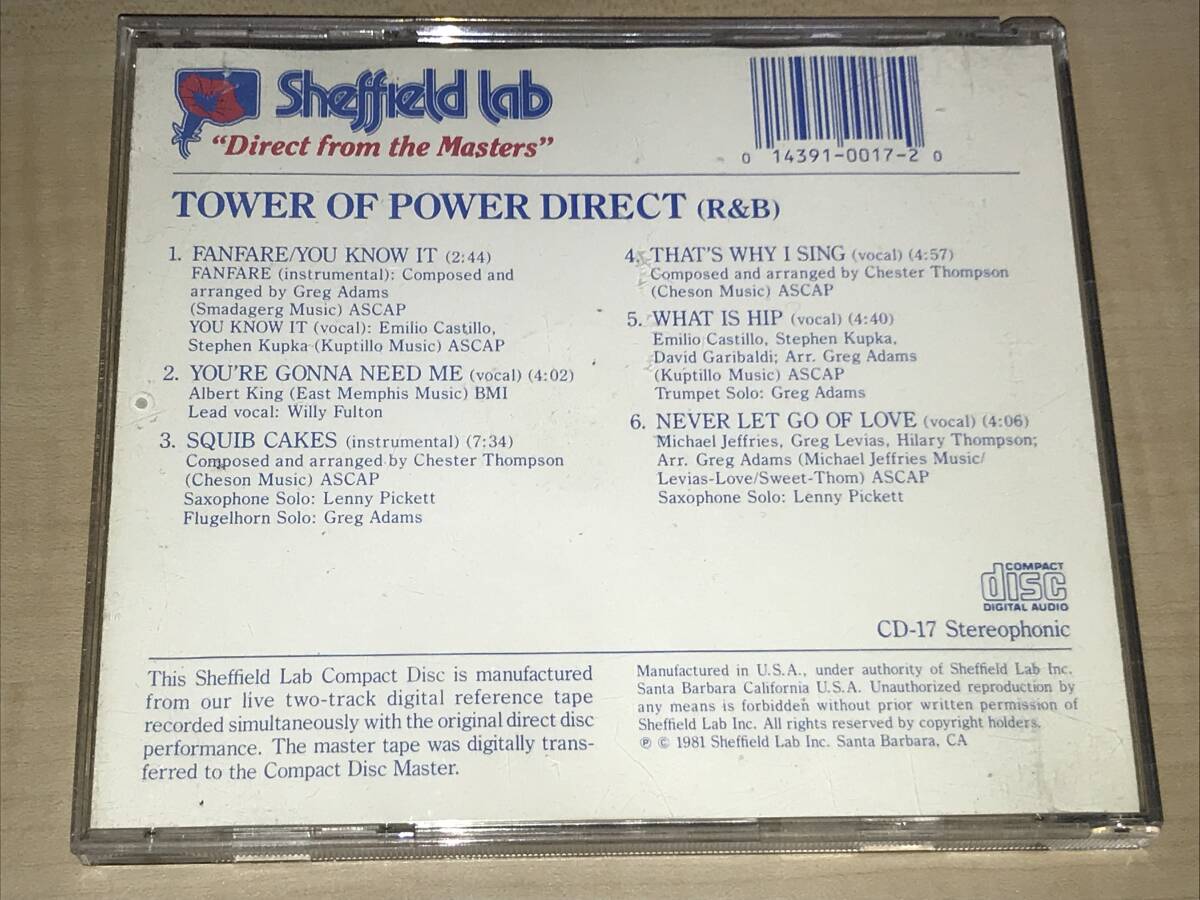 Sheffield Lab
"Direct from the Masters"
0 14391-0017-2 0
TOWER OF POWER DIRECT (R&B)
1. FANFARE/YOU KNOW IT (2:44)
FANFARE (instrumental): Composed and
arranged by Greg Adams
(Smadagerg Music) ASCAP
YOU KNOW IT (vocal): Emilio Castillo,
Stephen Kupka (Kuptillo Music) ASCAP
2. YOU'RE GONNA NEED ME (vocal) (4:02)
Albert King (East Memphis Music) BMI
Lead vocal: Willy Fulton
3. SQUIB CAKES (instrumental) (7:34)
Composed and arranged by Chester Thompson
(Cheson Music) ASCAP
Saxophone Solo: Lenny Pickett
Flugelhorn Solo: Greg Adams
4. THAT'S WHY I SING (vocal) (4:57)
Composed and arranged by Chester Thompson
(Cheson Music) ASCAP
5. WHAT IS HIP (vocal) (4:40)
Emilio Castillo, Stephen Kupka,
David Garibaldi; Arr. Greg Adams
(Kuptillo Music) ASCAP
Trumpet Solo: Greg Adams
6. NEVER LET GO OF LOVE (vocal) (4:06)
Michael Jeffries, Greg Levias, Hilary Thompson;
Arr. Greg Adams (Michael Jeffries Music/
Levias-Love/Sweet-Thom) ASCAP
Saxophone Solo: Lenny Pickett
COMPACT
disc
DIGITAL AUDIO
CD-17 Stereophonic
This Sheffield Lab Compact Disc is manufactured
from our live two-track digital reference tape
recorded simultaneously with the original direct disc
performance. The master tape was digitally trans-
ferred to the Compact Disc Master.
Manufactured in U.S.A., under authority of Sheffield Lab Inc.
Santa Barbara California U.S.A. Unauthorized reproduction by
any means is forbidden without prior written permission of
Sheffield Lab Inc. All rights reserved by copyright holders.
℗ © 1981 Sheffield Lab Inc. Santa Barbara, CA